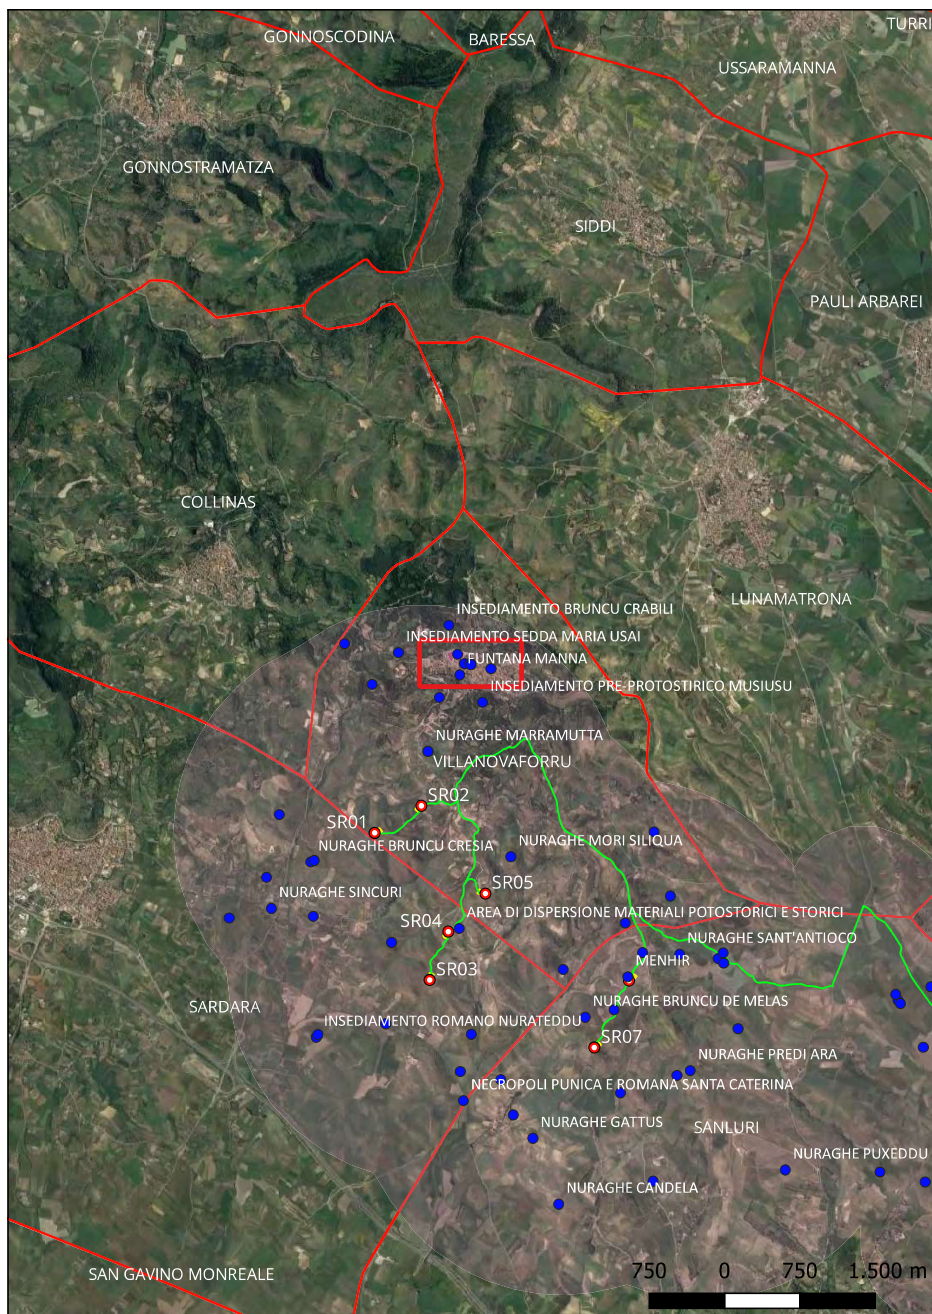 TURRI
GONNOSCODINA
BARESSA
USSARAMANNA
GONNOSTRAMATZA
SIDDI
PAULI ARBAREI
COLLINAS
LUNAMATRONA
INSEDIAMENTO BRUNCU CRABILI
INSEDIAMENTO SEDDA MARIA USAI
FUNTANA MANNA
INSEDIAMENTO PRE-PROTOSTIRICO MUSIUSU
NURAGHE MARRAMUTTA
VILLANOVAFORRU
SR02
SR01
NURAGHE BRUNCU CRESIA
NURAGHE MORI SILIQUA
SR05
NURAGHE SINCURI
AREA DI DISPERSIONE MATERIALI POTOSTORICI E STORICI
SR04
NURAGHE SANT'ANTIOCO
MENHIR
SR03
NURAGHE BRUNCU DE MELAS
SARDARA
INSEDIAMENTO ROMANO NURATEDDU
SR07
NURAGHE PREDI ARA
NECROPOLI PUNICA E ROMANA SANTA CATERINA
NURAGHE GATTUS
SANLURI
NURAGHE PUXEDDU
NURAGHE CANDELA
SAN GAVINO MONREALE
750 0 750 1.500 m